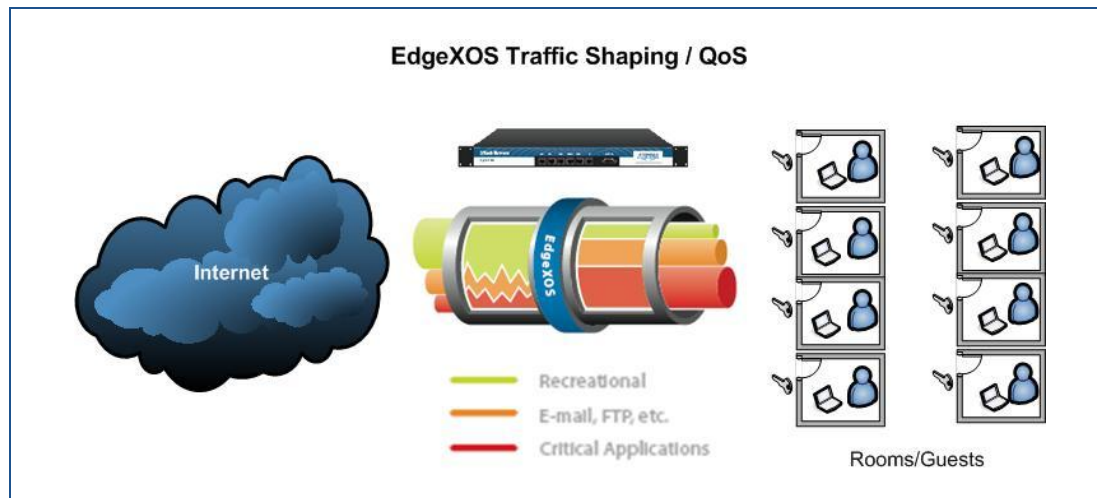 EdgeXOS Traffic Shaping / QoS
Internet
EdgeXOS
Recreational
E-mail, FTP, etc.
Critical Applications
Rooms/Guests